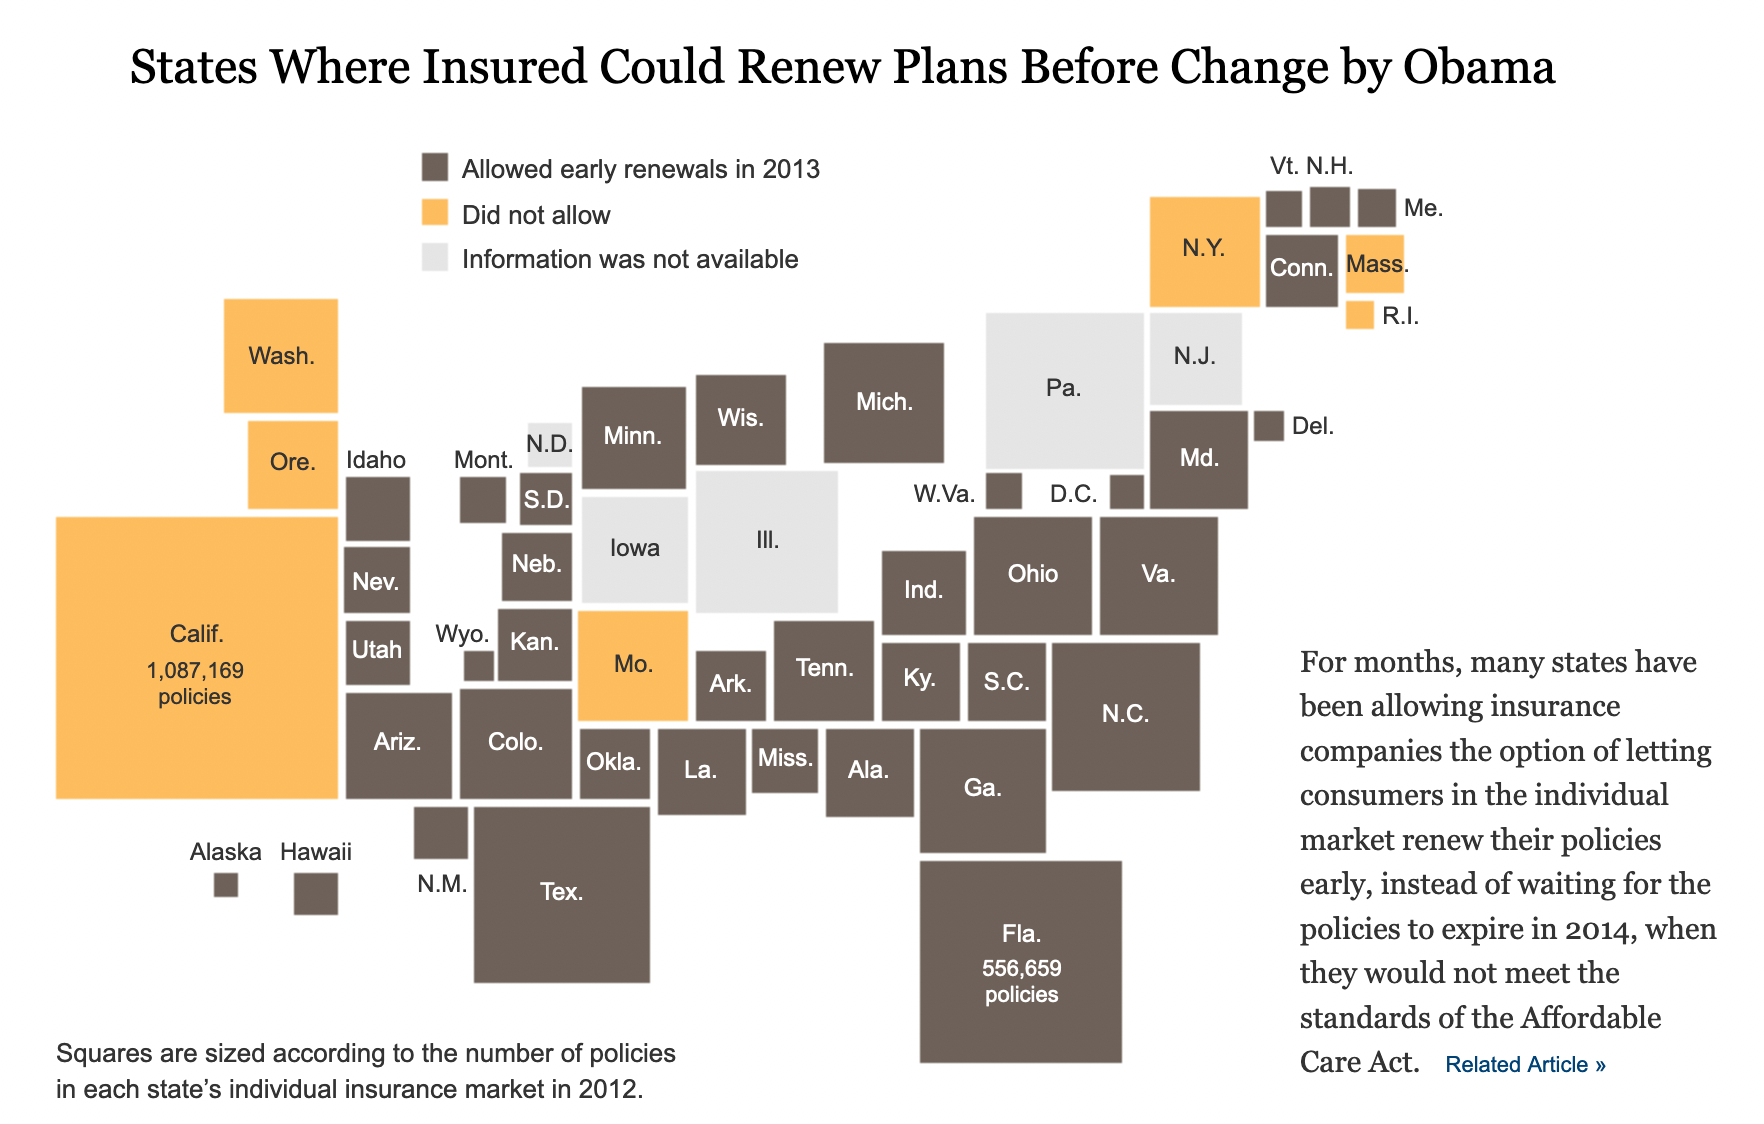 States Where Insured Could Renew Plans Before Change by Obama
Allowed early renewals in 2013
Did not allow
Information was not available
Vt. N.H.
Me.
N.Y.
Conn.
Mass.
R.I.
Wash.
N.J.
Pa.
Mich.
Wis.
Minn.
N.D.
Del.
Md.
Ore.
Idaho
Mont.
S.D.
W.Va.
D.C.
Iowa
Ill.
Neb.
Nev.
Ind.
Ohio
Va.
Calif.
1,087,169
policies
Utah
Wyo.
Kan.
Mo.
Ark.
Tenn.
Ky.
S.C.
N.C.
Ariz.
Colo.
Okla.
La.
Miss.
Ala.
Ga.
Alaska
Hawaii
N.M.
Tex.
Fla.
556,659
policies
For months, many states have
been allowing insurance
companies the option of letting
consumers in the individual
market renew their policies
early, instead of waiting for the
policies to expire in 2014, when
they would not meet the
standards of the Affordable
Care Act. Related Article »
Squares are sized according to the number of policies
in each state’s individual insurance market in 2012.